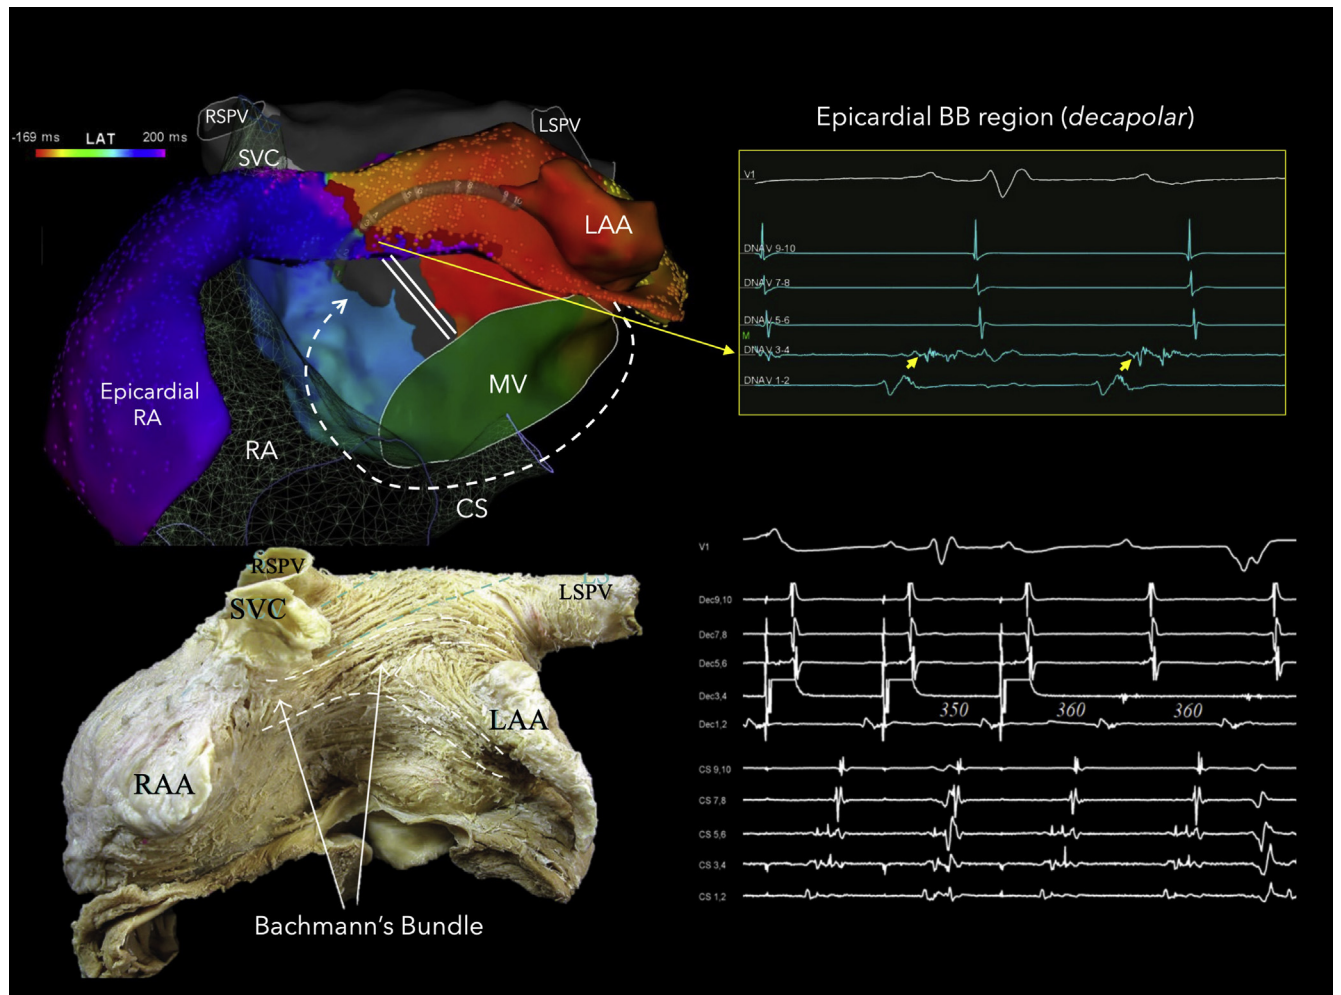 RSPV
LSPV
-169 ms LAT 200 ms
SVC
LAA
Epicardial
RA
MV
RA
CS
Epicardial BB region (decapolar)
V1
DNAV 9-10
DNAV 7-8
DNAV 5-6
M
DNAV 3-4
DNAV 1-2
RSPV
LSPV
SVC
LAA
RAA
Bachmann's Bundle
V1
Dec9,10
Dec7,8
Dec5,6
Dec3,4
350 360 360
Dec1,2
CS 9,10
CS 7,8
CS 5,6
CS 3,4
CS 1,2